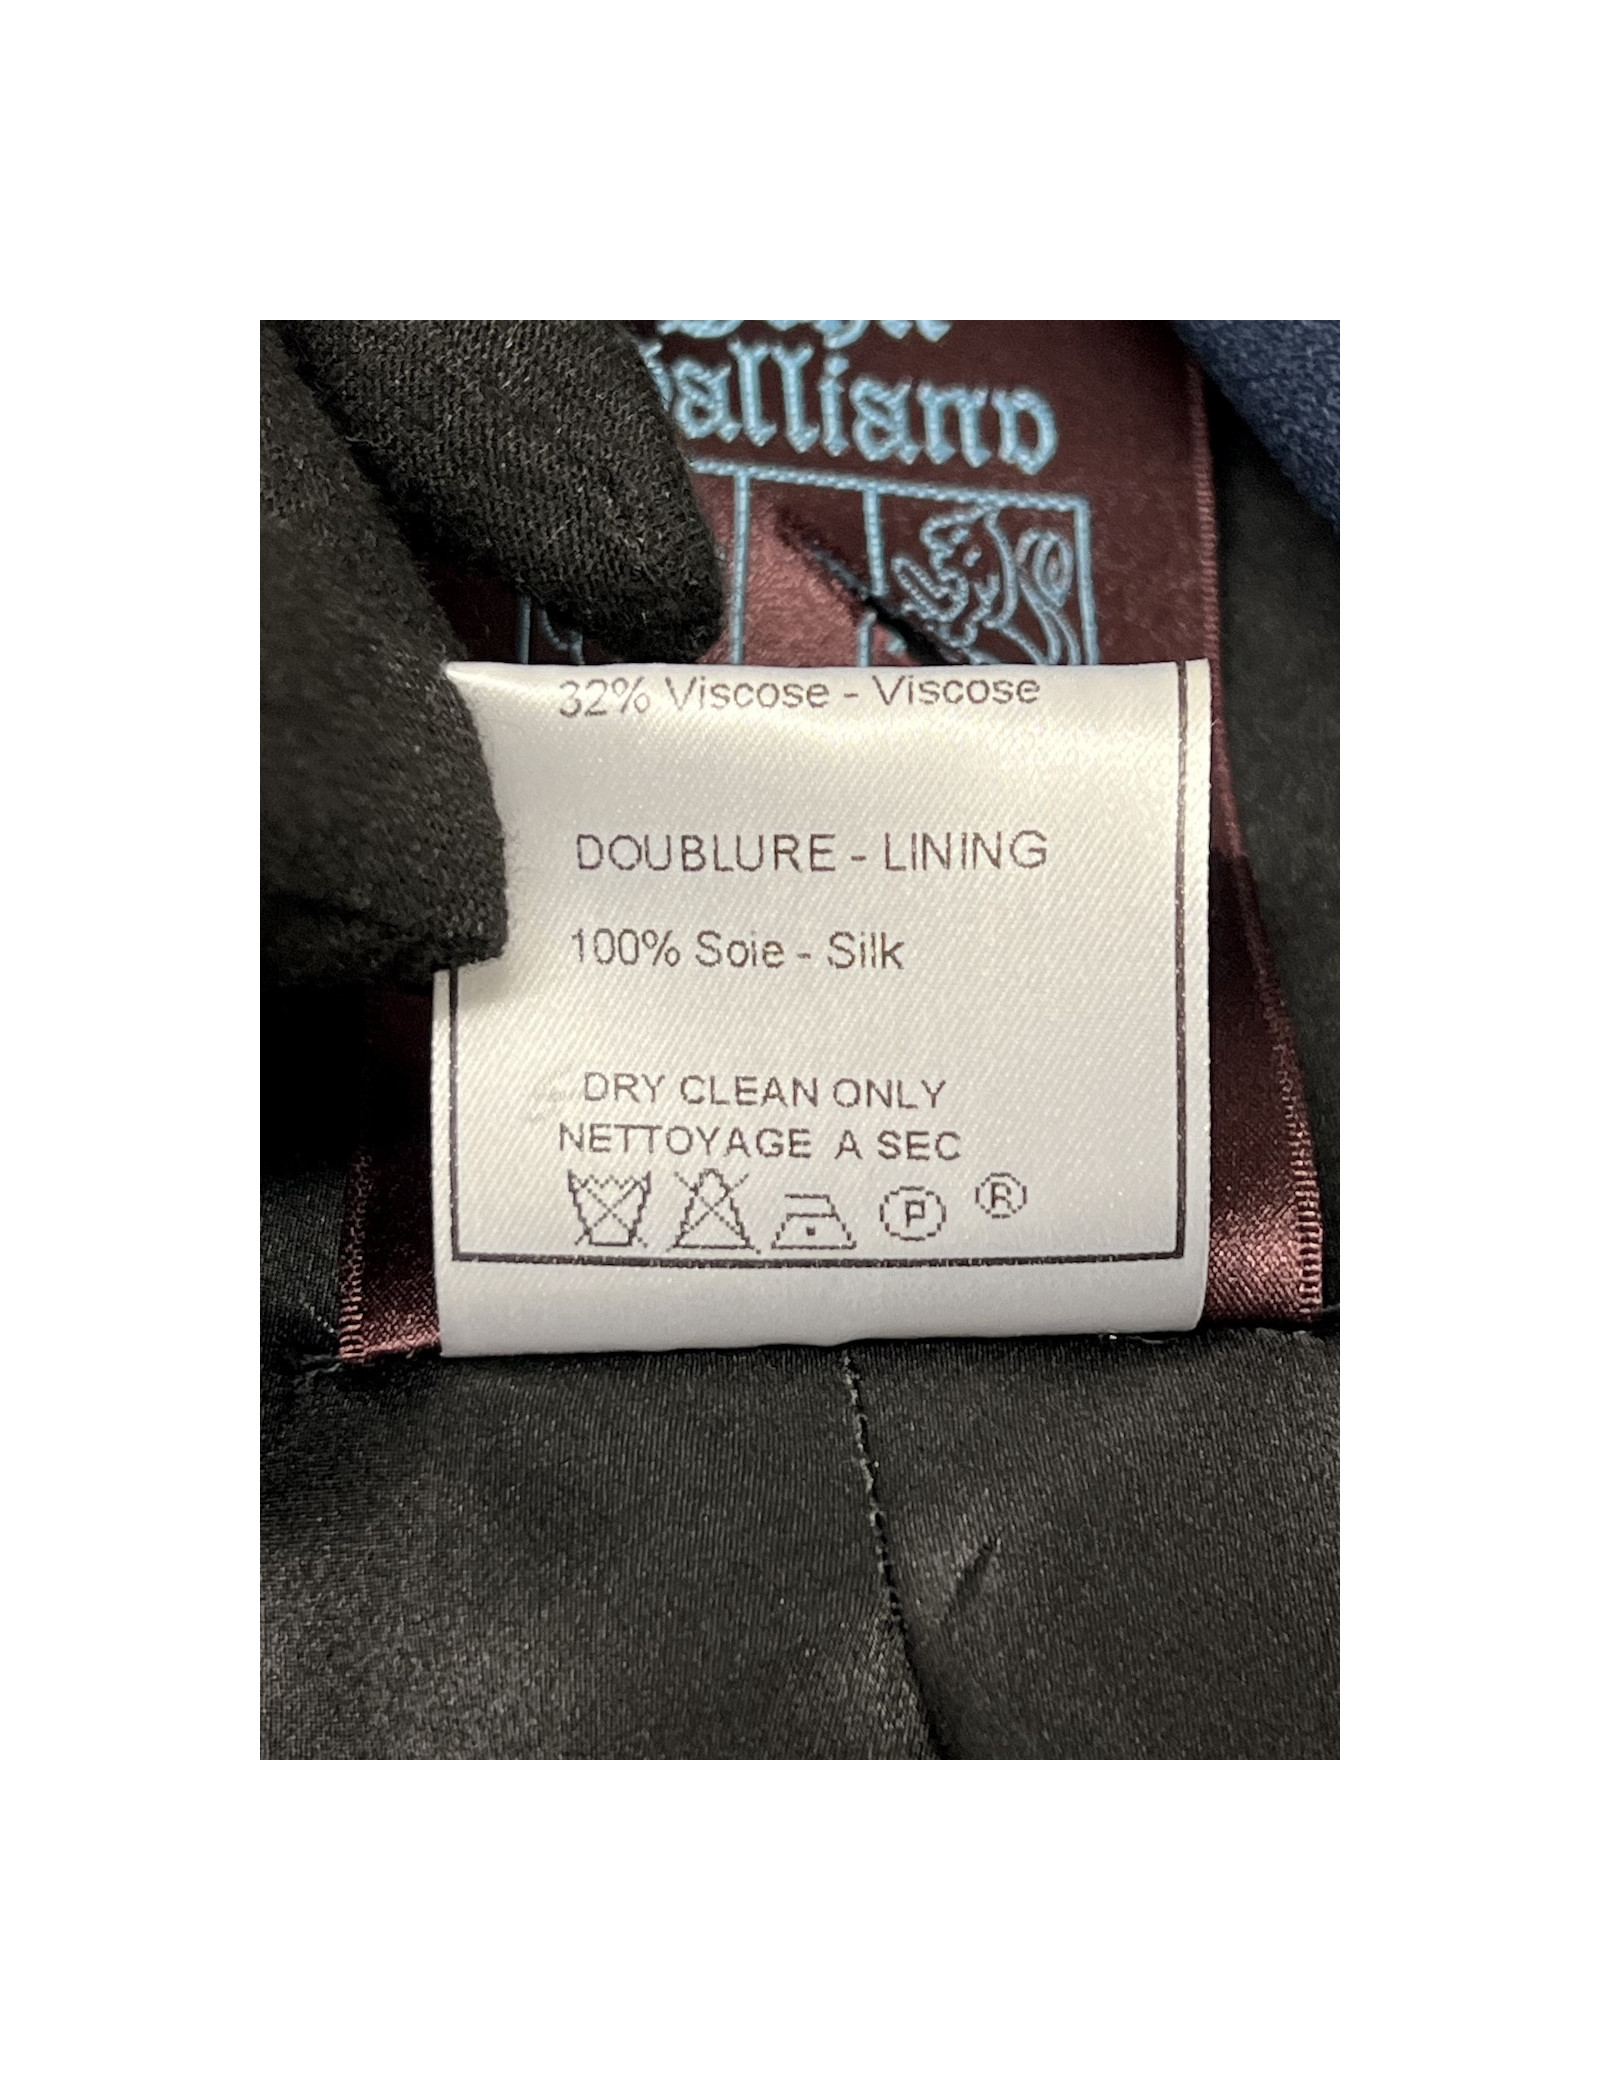 32% Viscose - Viscose
DOUBLURE - LINING
100% Soie - Silk
DRY CLEAN ONLY
NETTOYAGE A SEC
P ®